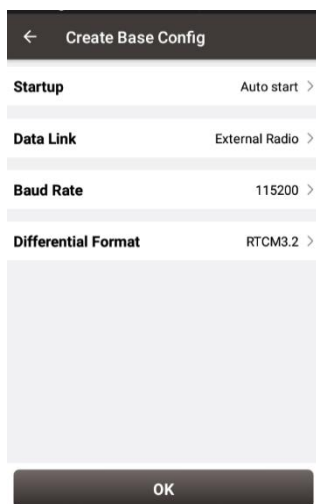 Create Base Config
Startup Auto start
Data Link External Radio
Baud Rate 115200
Differential Format RTCM3.2
OK